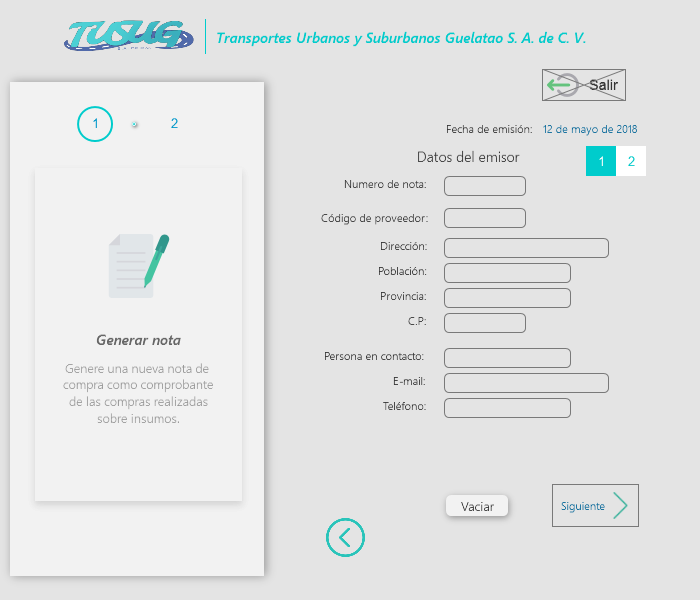 TUSUG
Transportes Urbanos y Suburbanos Guelatao S. A. de C. V.
Salir
1
2
Fecha de emisión: 12 de mayo de 2018
Datos del emisor
1 2
Numero de nota:
Código de proveedor:
Dirección:
Población:
Provincia:
C.P:
Persona en contacto:
E-mail:
Teléfono:
Generar nota
Genere una nueva nota de
compra como comprobante
de las compras realizadas
sobre insumos.
Vaciar
Siguiente